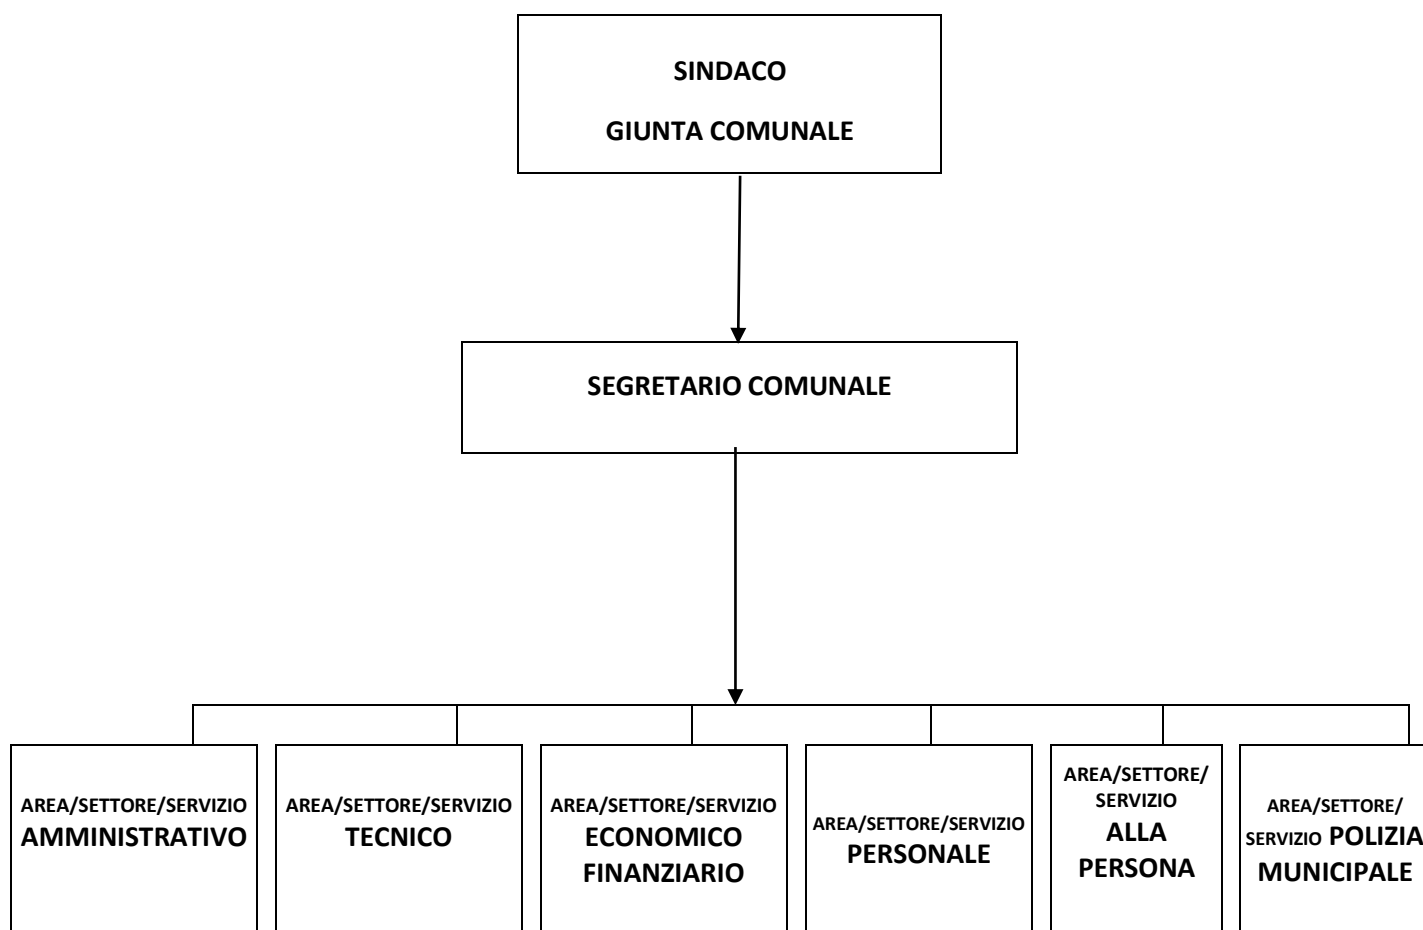 SINDACO
GIUNTA COMUNALE
SEGRETARIO COMUNALE
AREA/SETTORE/SERVIZIO
AMMINISTRATIVO
AREA/SETTORE/SERVIZIO
TECNICO
AREA/SETTORE/SERVIZIO
ECONOMICO
FINANZIARIO
AREA/SETTORE/SERVIZIO
PERSONALE
AREA/SETTORE/
SERVIZIO
ALLA
PERSONA
AREA/SETTORE/
SERVIZIO POLIZIA
MUNICIPALE